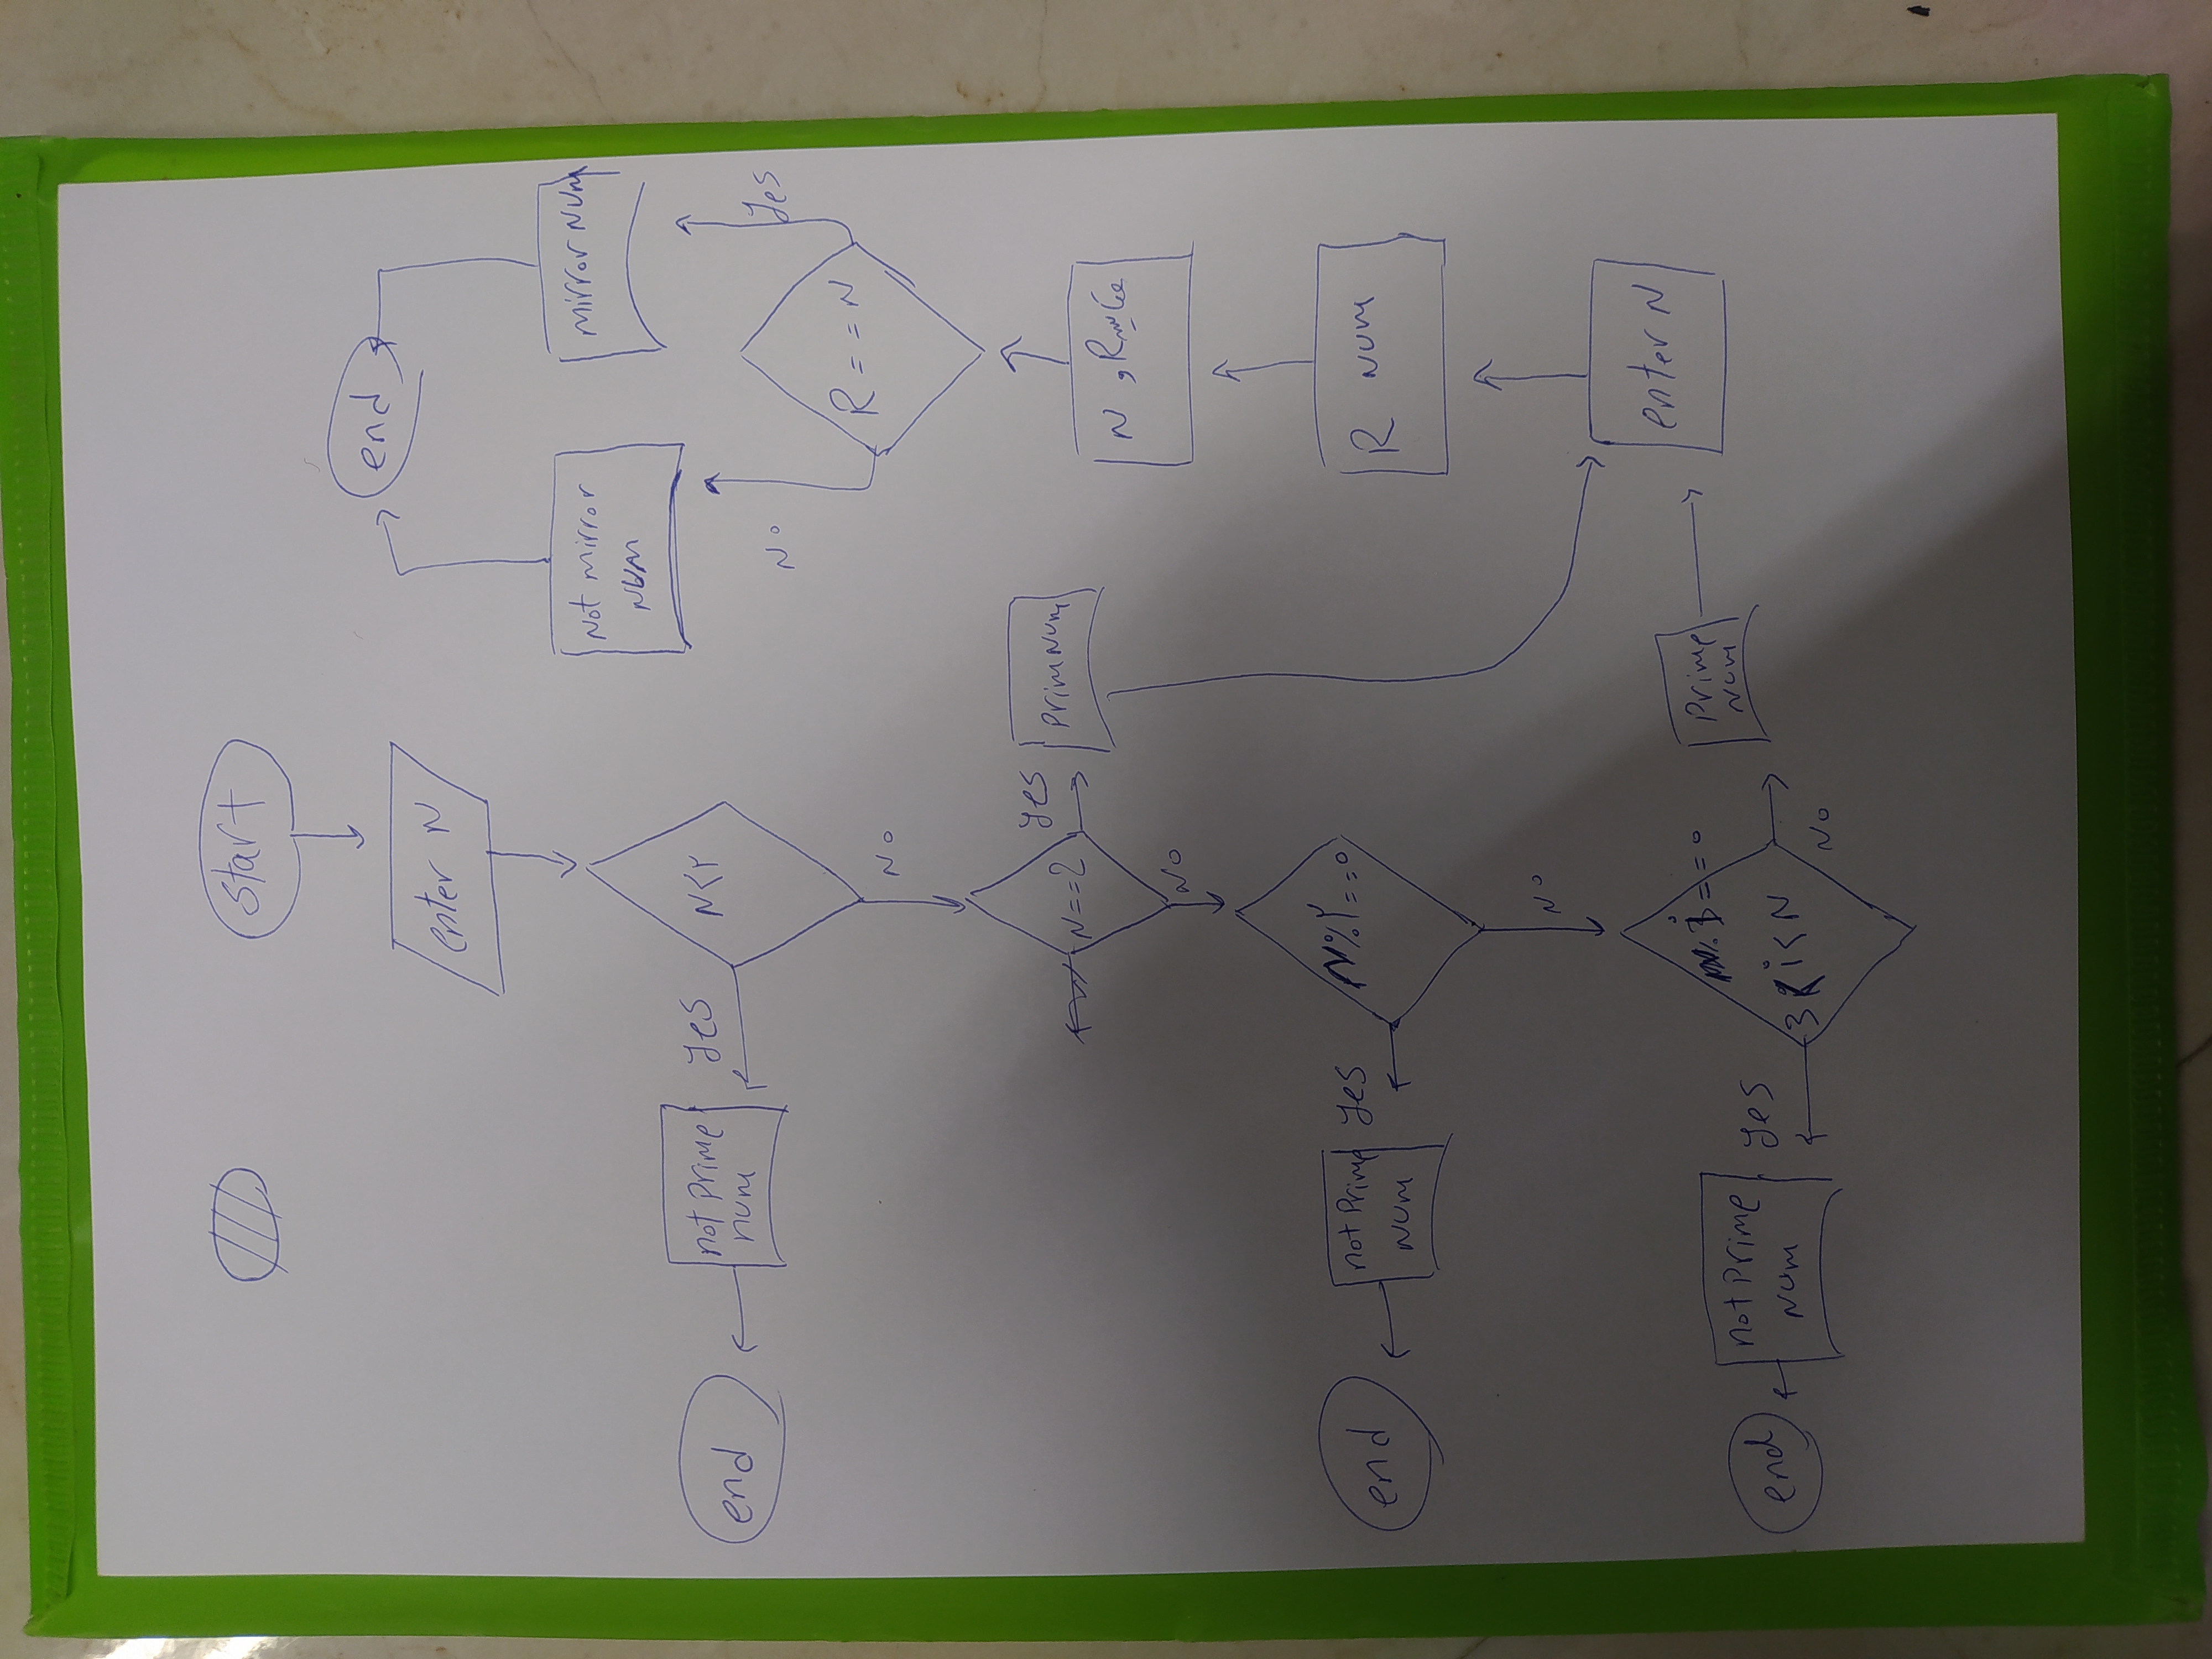 start
enter N
N<۲
yes
not prime
num
end
No
N==2
yes
Prim Num
No
N%۲==0
yes
not Prime
Num
end
No
%i==0
3 i<N
yes
not Prime
Num
end
No
Prime
Num
enter N
R Num
N , R
R==N
No
yes
Not mirror
Num
mirror Num
end